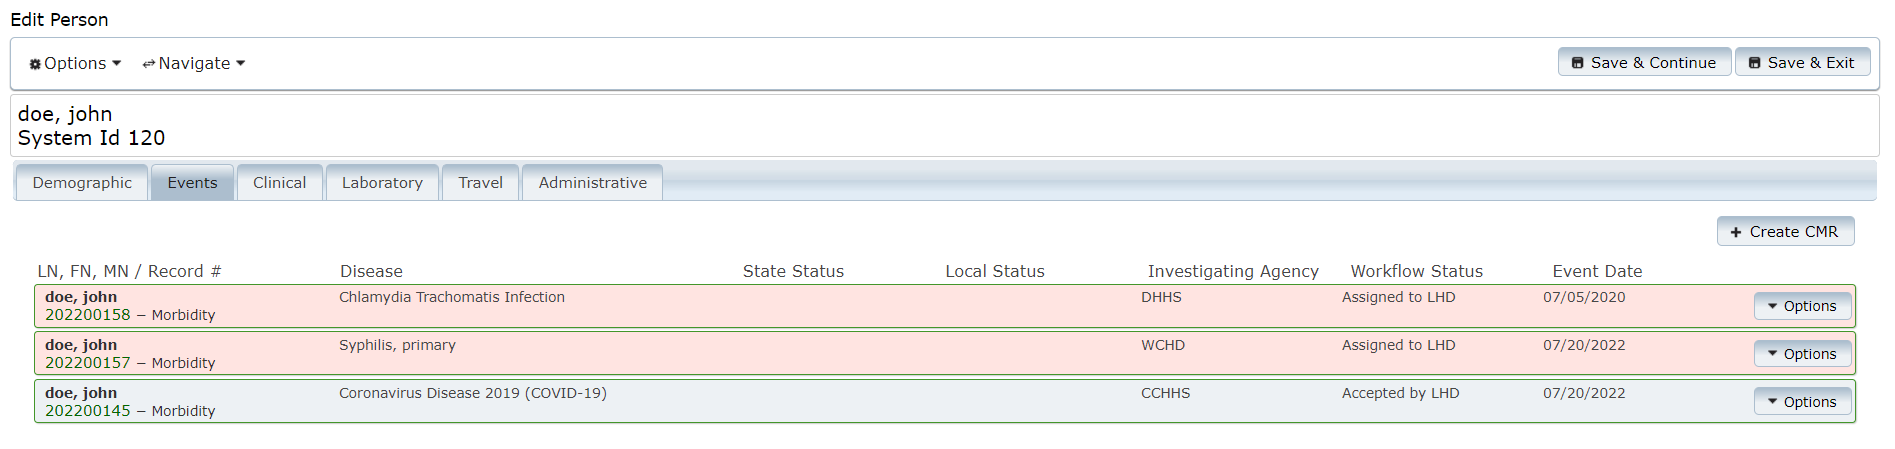 Edit Person
Options Navigate Save & Continue Save & Exit
doe, john
System Id 120
Demographic Events Clinical Laboratory Travel Administrative
+ Create CMR
LN, FN, MN / Record # Disease State Status Local Status Investigating Agency Workflow Status Event Date
doe, john Chlamydia Trachomatis Infection DHHS Assigned to LHD 07/05/2020 Options
202200158 – Morbidity
doe, john Syphilis, primary WCHD Assigned to LHD 07/20/2022 Options
202200157 – Morbidity
doe, john Coronavirus Disease 2019 (COVID-19) CCHHS Accepted by LHD 07/20/2022 Options
202200145 – Morbidity